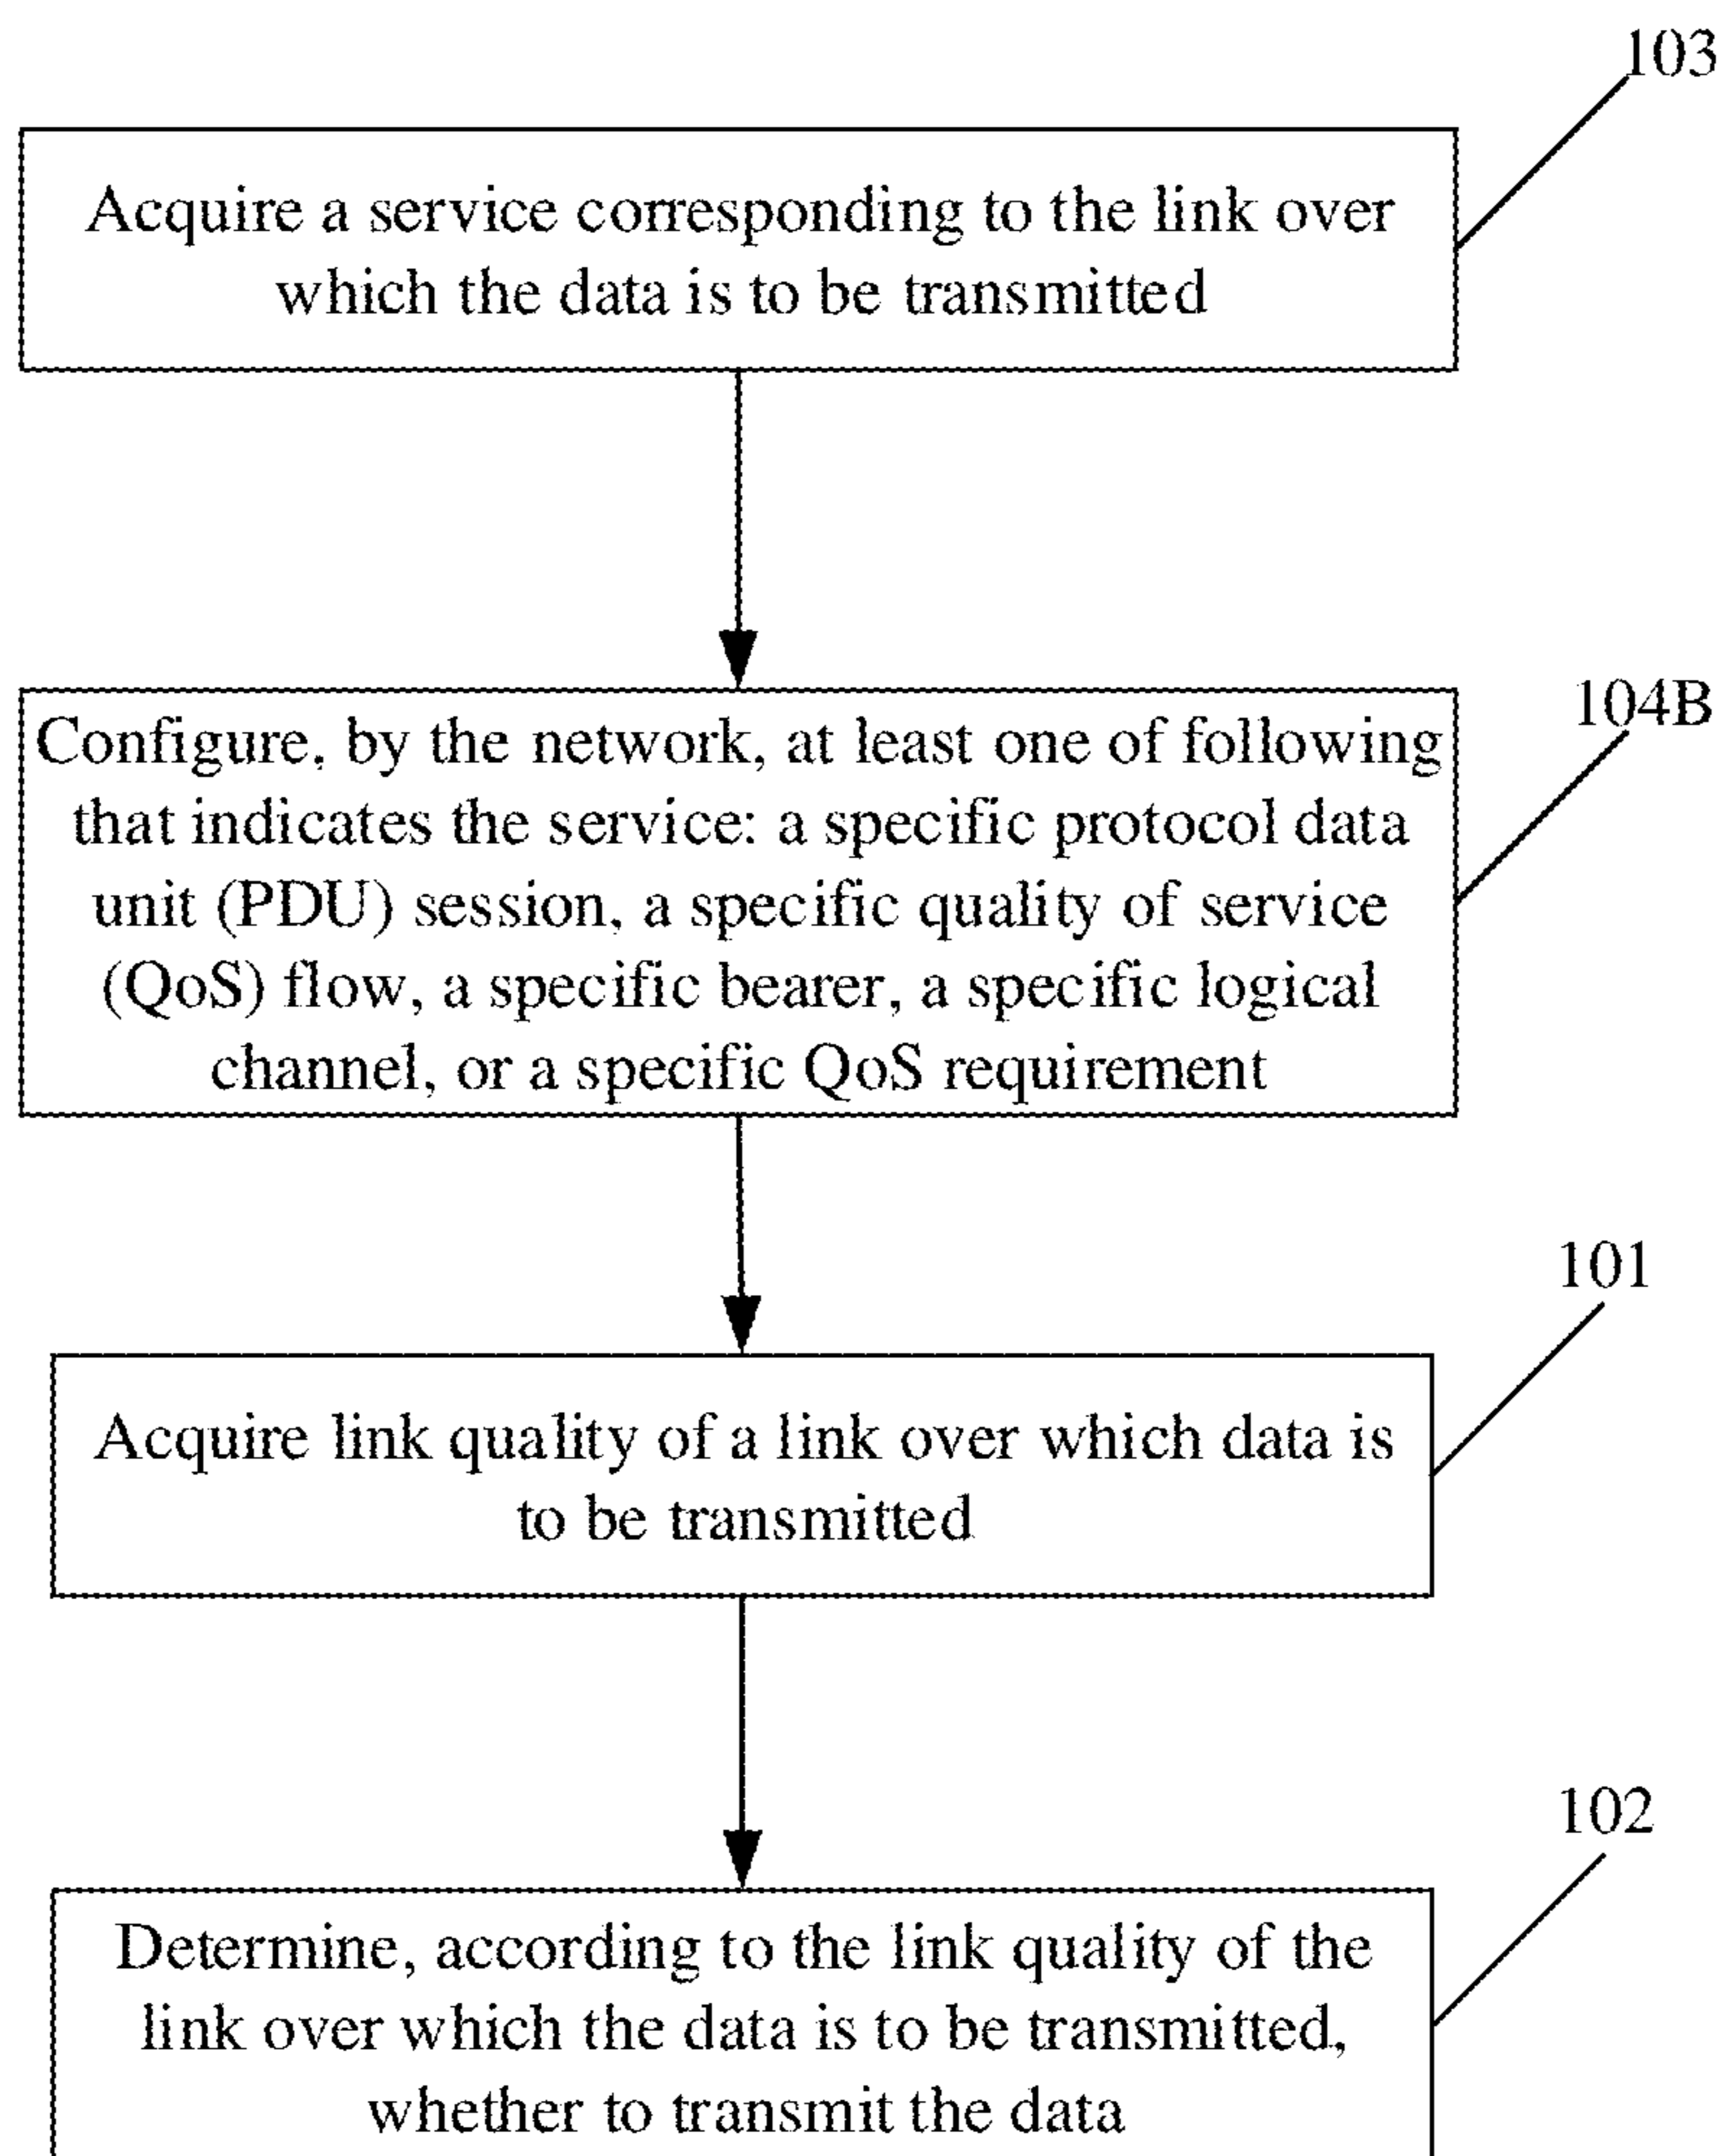 103
Acquire a service corresponding to the link over
which the data is to be transmitted
104B
Configure, by the network, at least one of following
that indicates the service: a specific protocol data
unit (PDU) session, a specific quality of service
(QoS) flow, a specific bearer, a specific logical
channel, or a specific QoS requirement
101
Acquire link quality of a link over which data is
to be transmitted
102
Determine, according to the link quality of the
link over which the data is to be transmitted,
whether to transmit the data